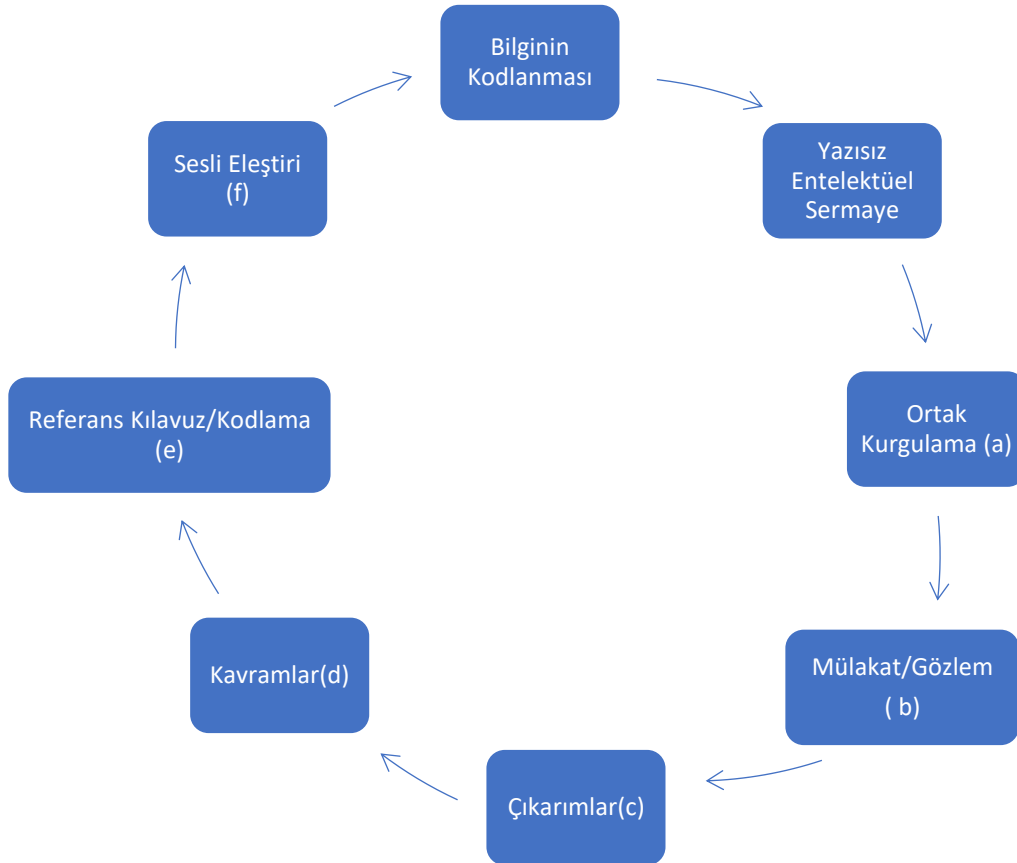 Bilginin
Kodlanması
Yazısız
Entelektüel
Sermaye
Ortak
Kurgulama (a)
Mülakat/Gözlem
( b)
Çıkarımlar(c)
Kavramlar(d)
Referans Kılavuz/Kodlama
(e)
Sesli Eleştiri
(f)